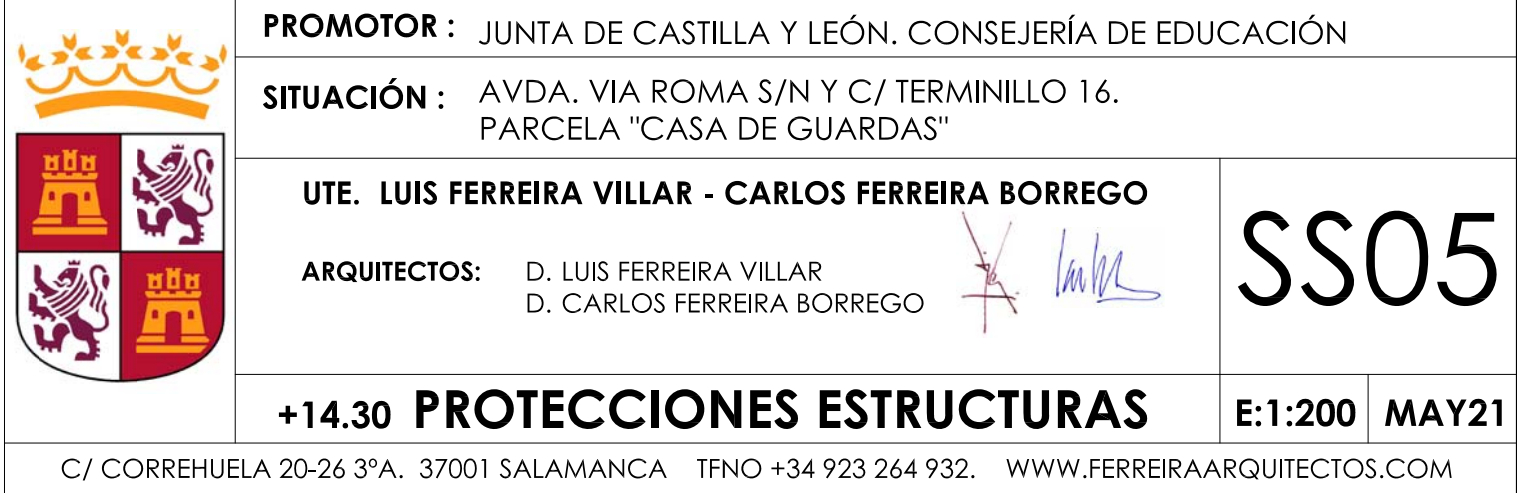 PROMOTOR : JUNTA DE CASTILLA Y LEÓN. CONSEJERÍA DE EDUCACIÓN
SITUACIÓN : AVDA. VIA ROMA S/N Y C/ TERMINILLO 16.
PARCELA "CASA DE GUARDAS"
UTE. LUIS FERREIRA VILLAR - CARLOS FERREIRA BORREGO
ARQUITECTOS: D. LUIS FERREIRA VILLAR
D. CARLOS FERREIRA BORREGO
SS05
+14.30 PROTECCIONES ESTRUCTURAS E:1:200 MAY21
C/ CORREHUELA 20-26 3ºA. 37001 SALAMANCA TFNO +34 923 264 932. WWW.FERREIRAARQUITECTOS.COM